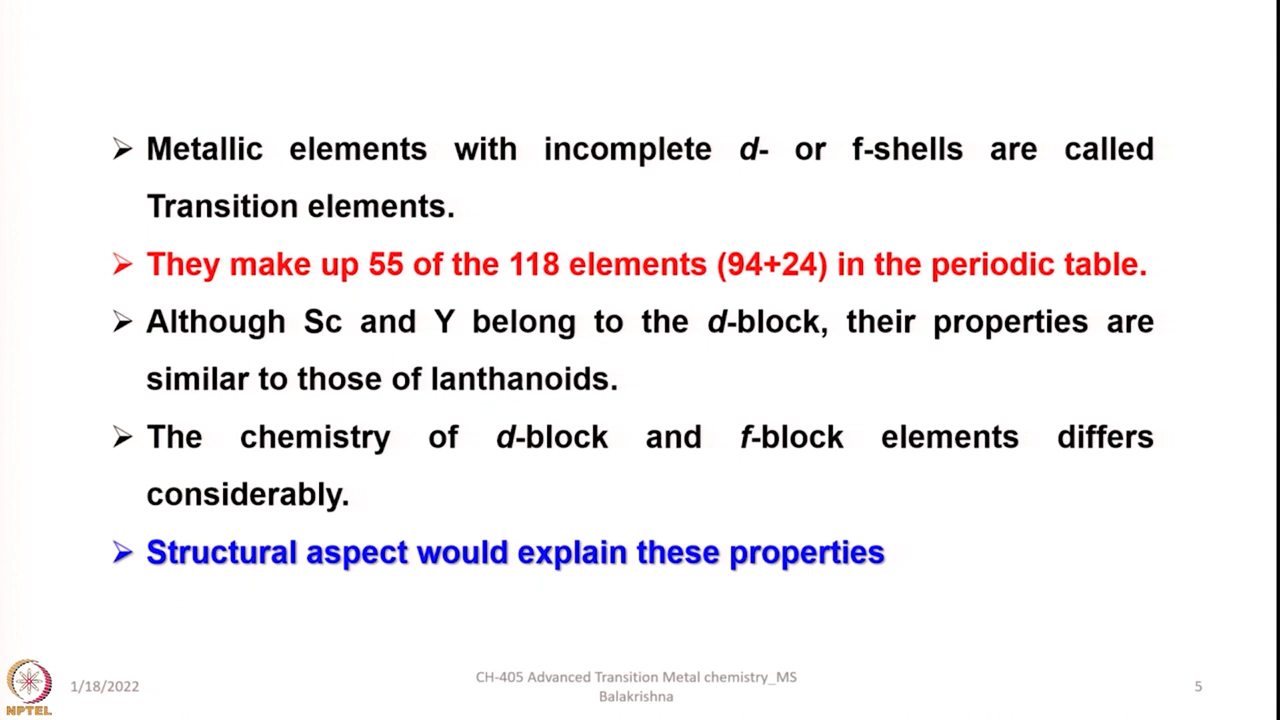 ➢ Metallic elements with incomplete d- or f-shells are called
Transition elements.
➢ They make up 55 of the 118 elements (94+24) in the periodic table.
➢ Although Sc and Y belong to the d-block, their properties are
similar to those of lanthanoids.
➢ The chemistry of d-block and f-block elements differs
considerably.
➢ Structural aspect would explain these properties
NPTEL
1/18/2022
CH-405 Advanced Transition Metal chemistry_MS
Balakrishna
5